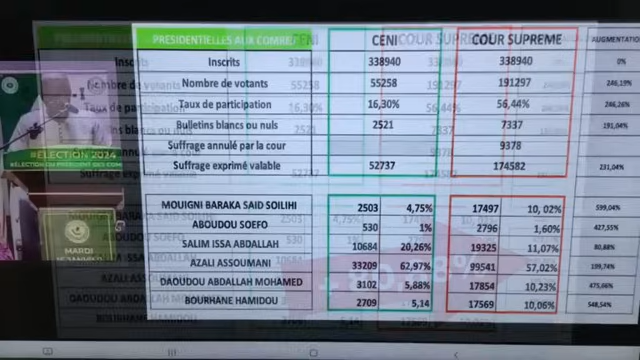 PRESIDENTIELLES AUX COMORES CENI COUR SUPREME AUGMENTATION
Inscrits 338940 338940 0%
Nombre de votants 55258 191297 246,19%
Taux de participation 16,30% 56,44% 246,26%
Bulletins blancs ou nuls 2521 7337 191,04%
Suffrage annulé par la cour 9378
Suffrage exprimé valable 52737 174582 231,04%
MOUIGNI BARAKA SAID SOILIHI 2503 4,75% 17497 10,02% 599,04%
ABOUDOU SOEFO 530 1% 2796 1,60% 427,55%
SALIM ISSA ABDALLAH 10684 20,26% 19325 11,07% 80,88%
AZALI ASSOUMANI 33209 62,97% 99541 57,02% 199,74%
DAOUDOU ABDALLAH MOHAMED 3102 5,88% 17854 10,23% 475,56%
BOURHANE HAMIDOU 2709 5,14 17569 10,06% 548,54%
#ELECTION 2024
MARDI